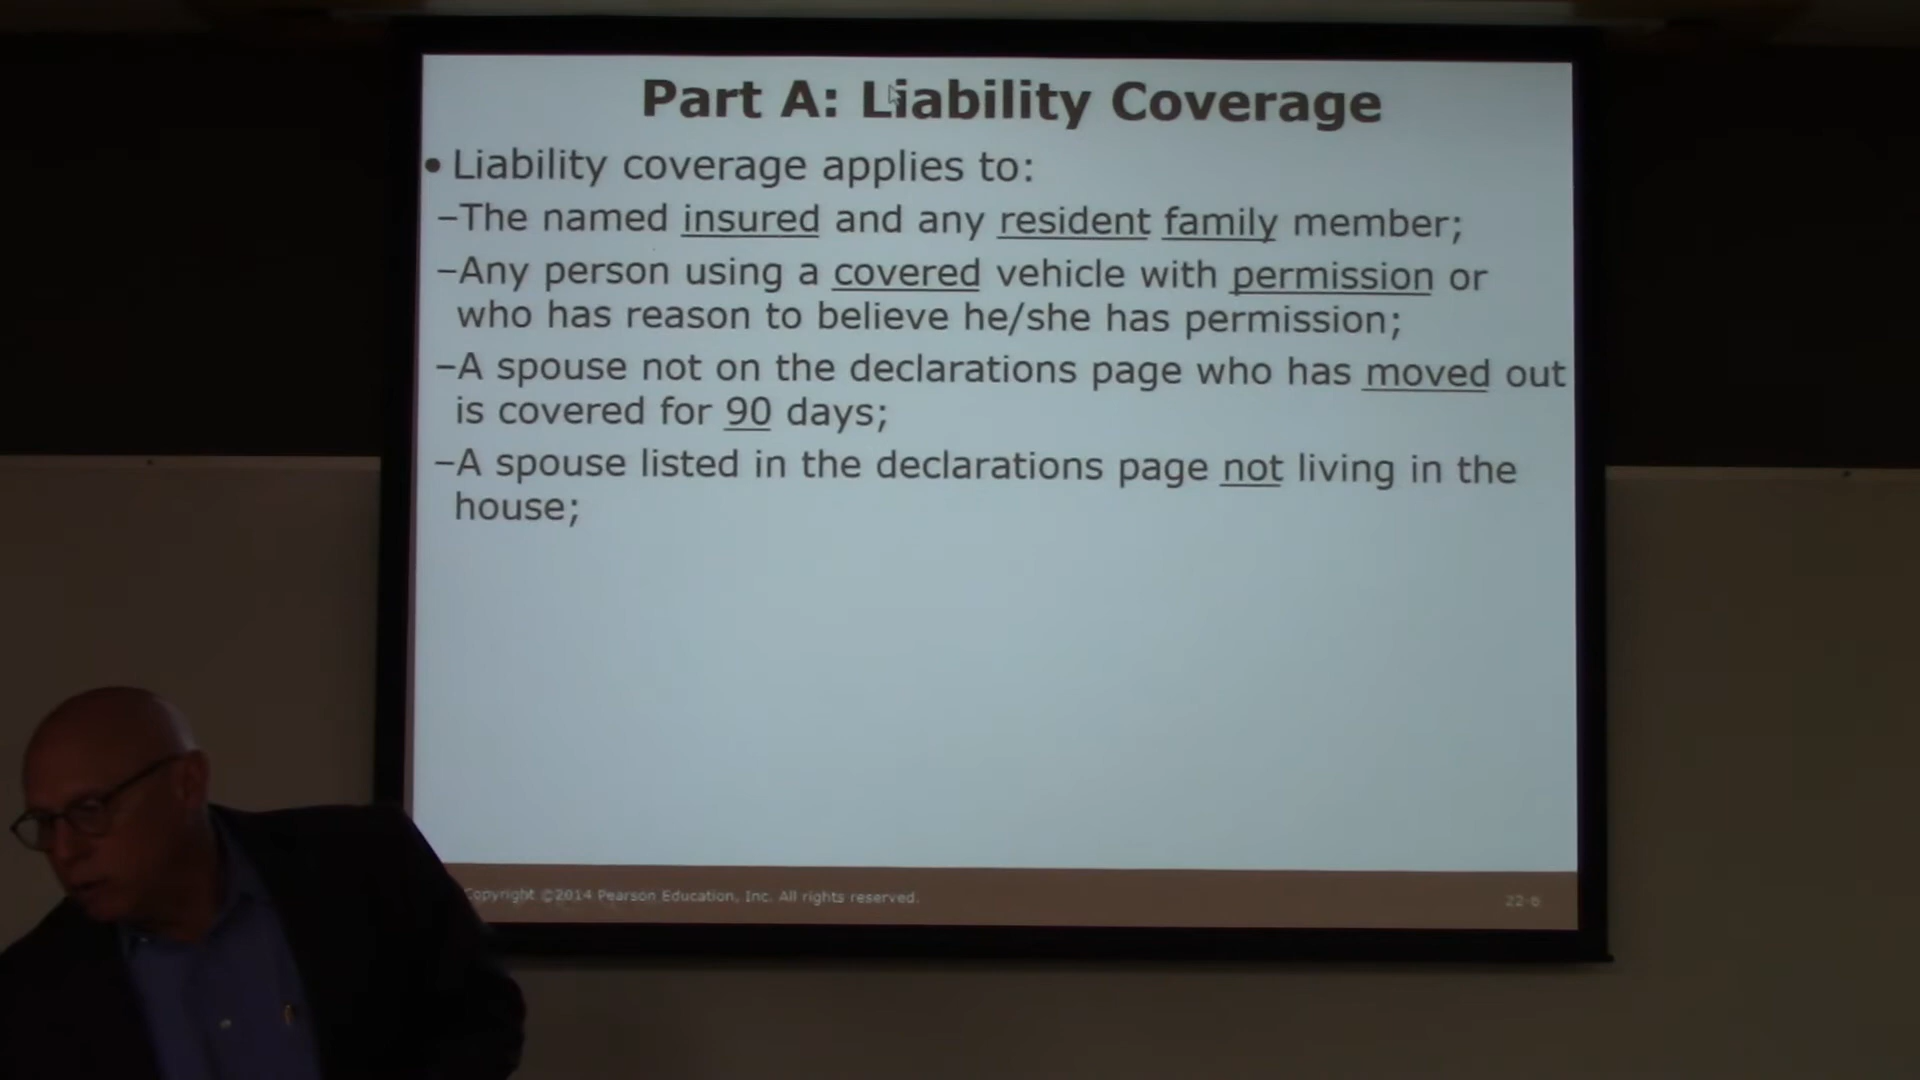 Part A: Liability Coverage
• Liability coverage applies to:
–The named insured and any resident family member;
–Any person using a covered vehicle with permission or
who has reason to believe he/she has permission;
–A spouse not on the declarations page who has moved out
is covered for 90 days;
–A spouse listed in the declarations page not living in the
house;
Copyright ©2014 Pearson Education, Inc. All rights reserved.
22-6